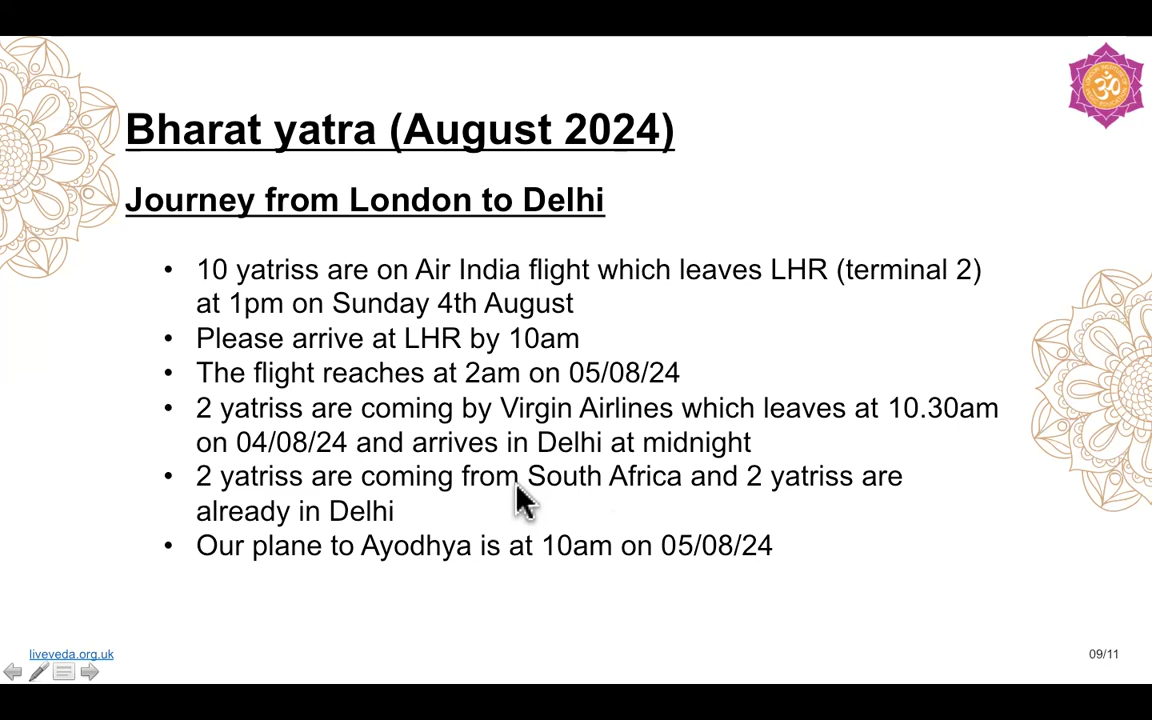 Bharat yatra (August 2024)
Journey from London to Delhi
• 10 yatriss are on Air India flight which leaves LHR (terminal 2)
at 1pm on Sunday 4th August
• Please arrive at LHR by 10am
• The flight reaches at 2am on 05/08/24
• 2 yatriss are coming by Virgin Airlines which leaves at 10.30am
on 04/08/24 and arrives in Delhi at midnight
• 2 yatriss are coming from South Africa and 2 yatriss are
already in Delhi
• Our plane to Ayodhya is at 10am on 05/08/24
liveveda.org.uk
09/11
ॐ